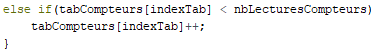 else if(tabCompteurs[indexTab] < nbLecturesCompteurs)
tabCompteurs[indexTab]++;
}